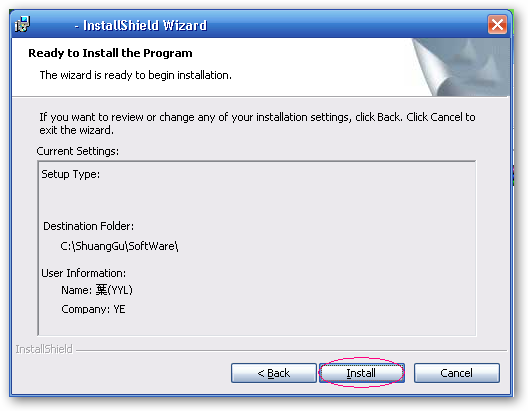 - InstallShield Wizard
Ready to Install the Program
The wizard is ready to begin installation.
If you want to review or change any of your installation settings, click Back. Click Cancel to
exit the wizard.
Current Settings:
Setup Type:
Destination Folder:
C:\ShuangGu\SoftWare\
User Information:
Name: 葉(YYL)
Company: YE
InstallShield
< Back
Install
Cancel